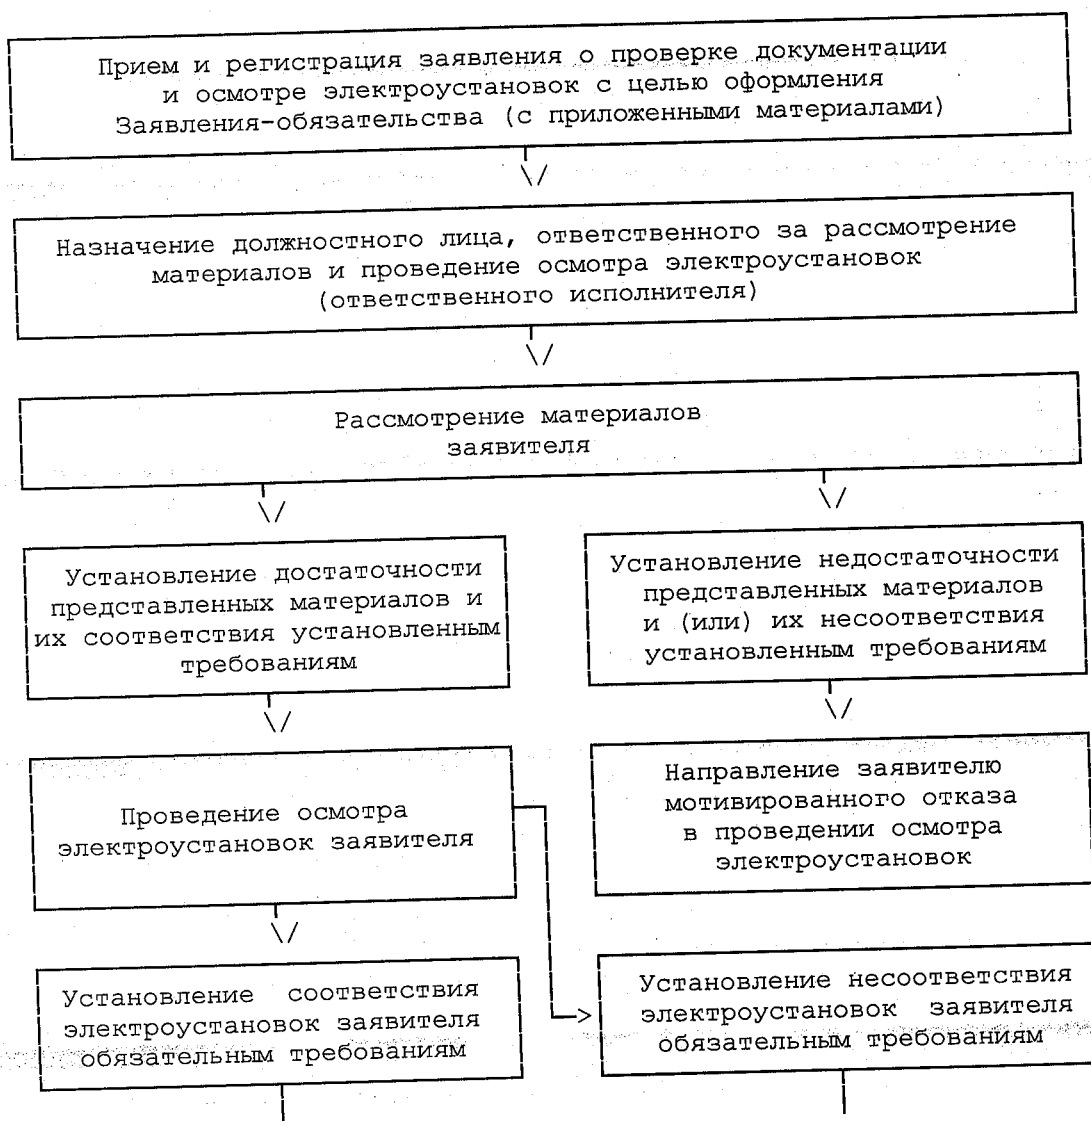 Прием и регистрация заявления о проверке документации
и осмотре электроустановок с целью оформления
Заявления-обязательства (с приложенными материалами)
Назначение должностного лица, ответственного за рассмотрение
материалов и проведение осмотра электроустановок
(ответственного исполнителя)
Рассмотрение материалов
заявителя
Установление достаточности
представленных материалов и
их соответствия установленным
требованиям
Установление недостаточности
представленных материалов
и (или) их несоответствия
установленным требованиям
Проведение осмотра
электроустановок заявителя
Направление заявителю
мотивированного отказа
в проведении осмотра
электроустановок
Установление соответствия
электроустановок заявителя
обязательным требованиям
Установление несоответствия
электроустановок заявителя
обязательным требованиям